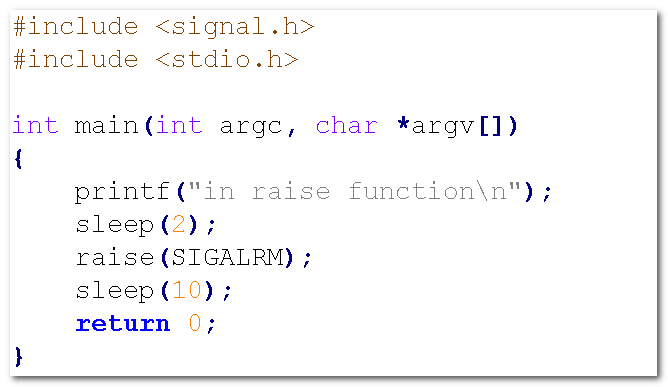 #include <signal.h>
#include <stdio.h>

int main(int argc, char *argv[])
{
    printf("in raise function\n");
    sleep(2);
    raise(SIGALRM);
    sleep(10);
    return 0;
}